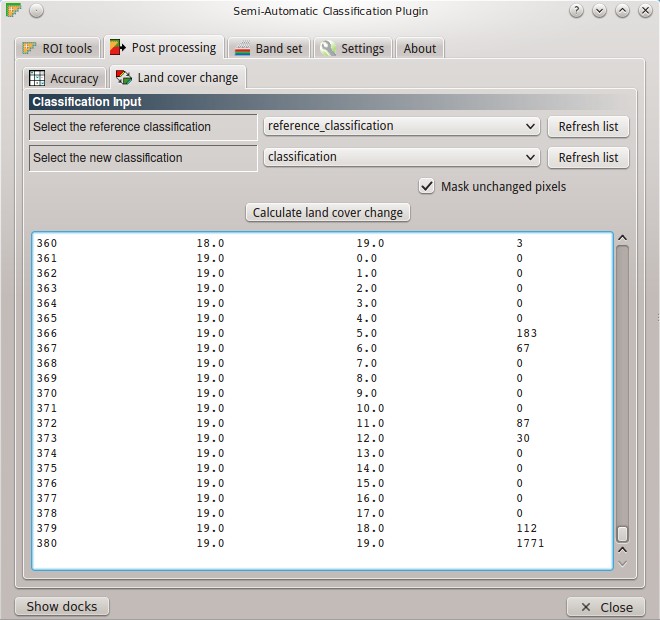 Semi-Automatic Classification Plugin
ROI tools Post processing Band set Settings About
Accuracy Land cover change
Classification Input
Select the reference classification reference_classification Refresh list
Select the new classification classification Refresh list
Mask unchanged pixels
Calculate land cover change
360 18.0 19.0 3
361 19.0 0.0 0
362 19.0 1.0 0
363 19.0 2.0 0
364 19.0 3.0 0
365 19.0 4.0 0
366 19.0 5.0 183
367 19.0 6.0 67
368 19.0 7.0 0
369 19.0 8.0 0
370 19.0 9.0 0
371 19.0 10.0 0
372 19.0 11.0 87
373 19.0 12.0 30
374 19.0 13.0 0
375 19.0 14.0 0
376 19.0 15.0 0
377 19.0 16.0 0
378 19.0 17.0 0
379 19.0 18.0 112
380 19.0 19.0 1771
Show docks Close